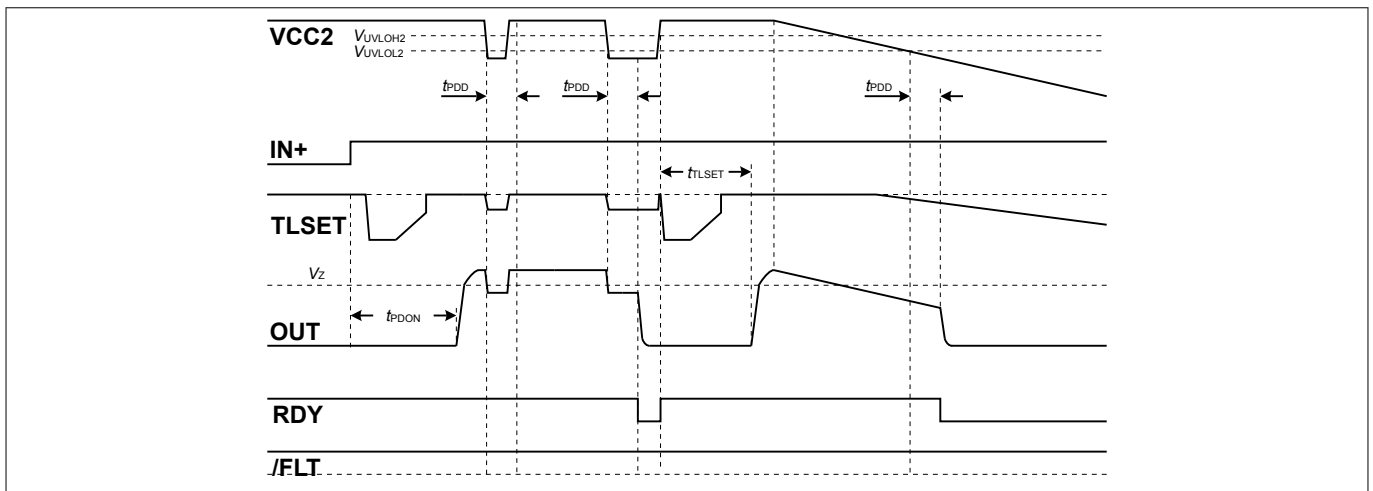 VCC2
VUVLOH2
VUVLOL2
tPDD
tPDD
tPDD
IN+
tTLSET
TLSET
VZ
tPDON
OUT
RDY
/FLT